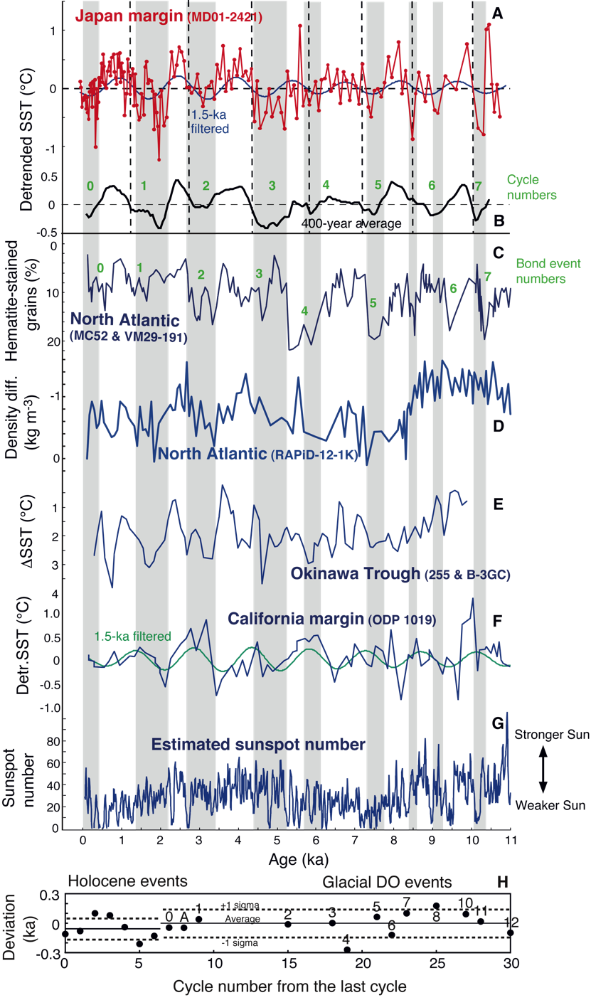 Japan margin (MD01-2421)
A
Detrended SST (°C)
1
0
-1
1.5-ka
filtered
0.5
0
-0.5
0 1 2 3 4 5 6 7
Cycle
numbers
400-year average
B
Hematite-stained
grains (%)
0
10
20
C
0 1 2 3 4 5 6 7
Bond event
numbers
North Atlantic
(MC52 & VM29-191)
Density diff.
(kg m-3)
-1
0
D
North Atlantic (RAPiD-12-1K)
ΔSST (°C)
1
2
3
4
E
Okinawa Trough (255 & B-3GC)
Detr.SST (°C)
1.0
0.5
0
-0.5
-1.0
California margin (ODP 1019)
F
1.5-ka filtered
Sunspot
number
80
60
40
20
0
G
Estimated sunspot number
Stronger Sun
Weaker Sun
0 1 2 3 4 5 6 7 8 9 10 11
Age (ka)
Holocene events
Glacial DO events
H
Deviation
(ka)
0.3
0
-0.3
+1 sigma
Average
-1 sigma
0 A 1 2 3 4 5 6 7 8 10 11 12
0 5 10 15 20 25 30
Cycle number from the last cycle